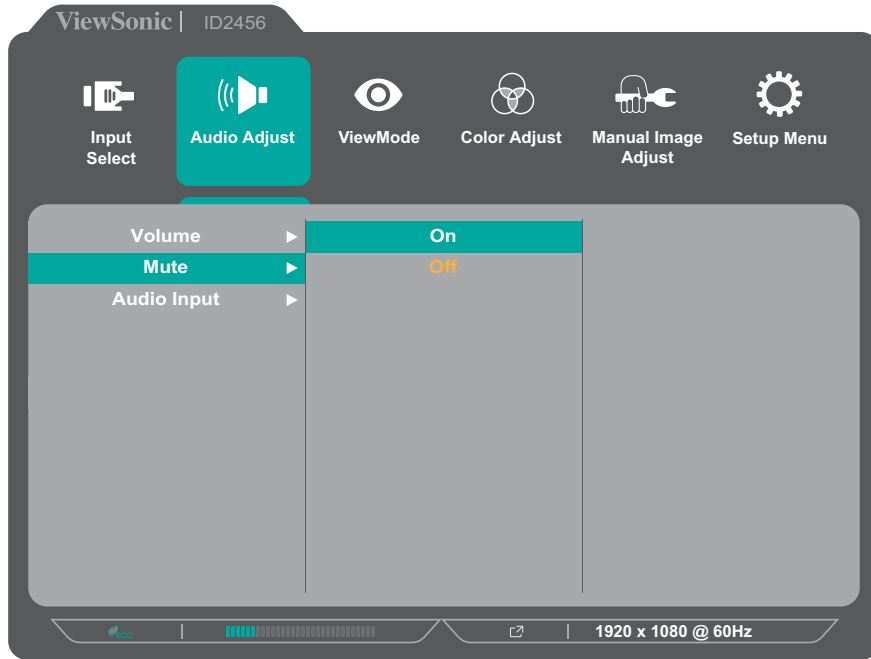 ViewSonic | ID2456
Input
Select
Audio Adjust
ViewMode
Color Adjust
Manual Image
Adjust
Setup Menu
Volume
On
Mute
Off
Audio Input
eco
1920 x 1080 @ 60Hz